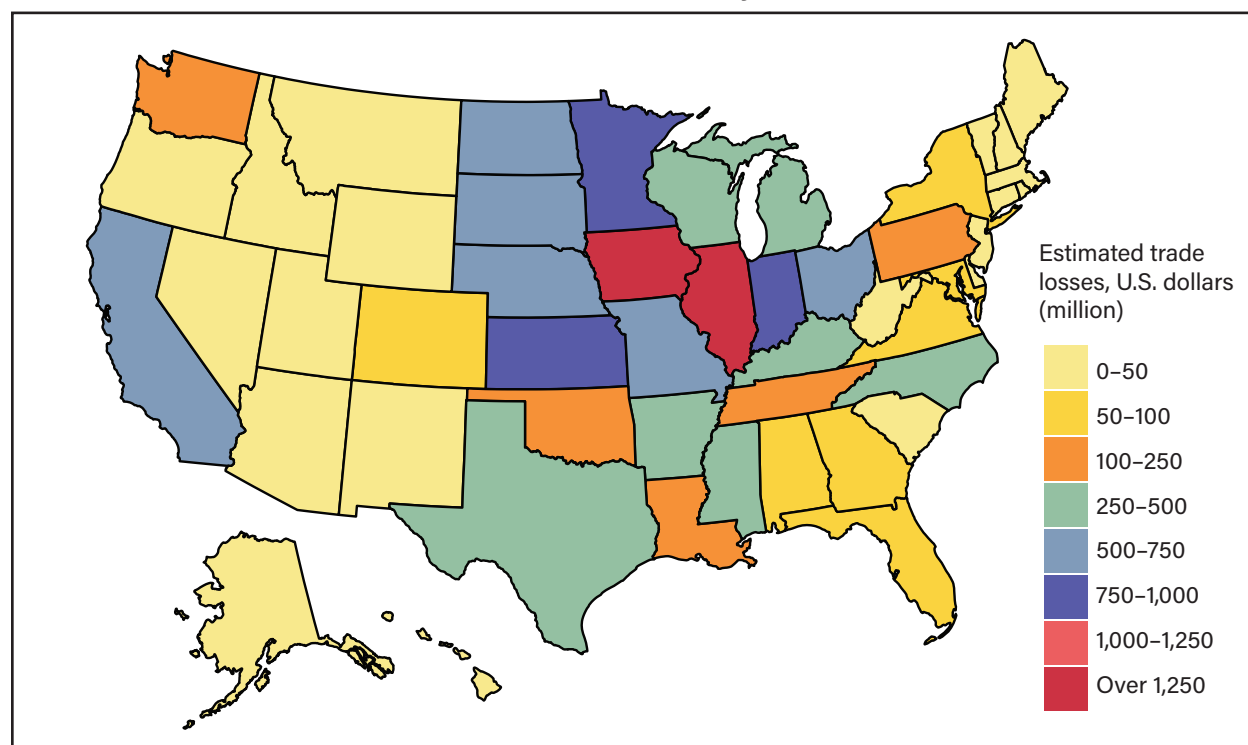 Estimated trade
losses, U.S. dollars
(million)
0–50
50–100
100–250
250–500
500–750
750–1,000
1,000–1,250
Over 1,250